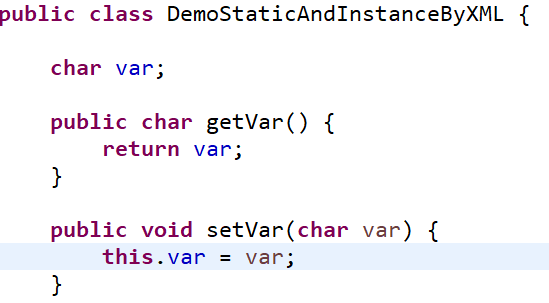 public class DemoStaticAndInstanceByXML {
char var;
public char getVar() {
return var;
}
public void setVar(char var) {
this.var = var;
}